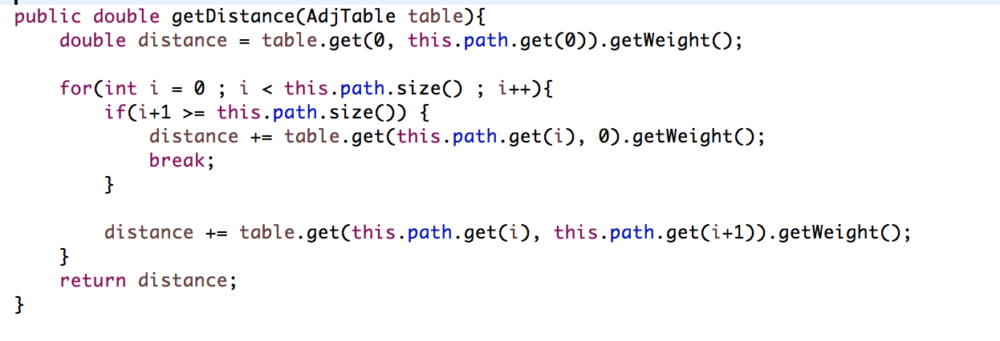 public double getDistance(AdjTable table){
    double distance = table.get(0, this.path.get(0)).getWeight();

    for(int i = 0 ; i < this.path.size() ; i++){
        if(i+1 >= this.path.size()) {
            distance += table.get(this.path.get(i), 0).getWeight();
            break;
        }

        distance += table.get(this.path.get(i), this.path.get(i+1)).getWeight();
    }
    return distance;
}